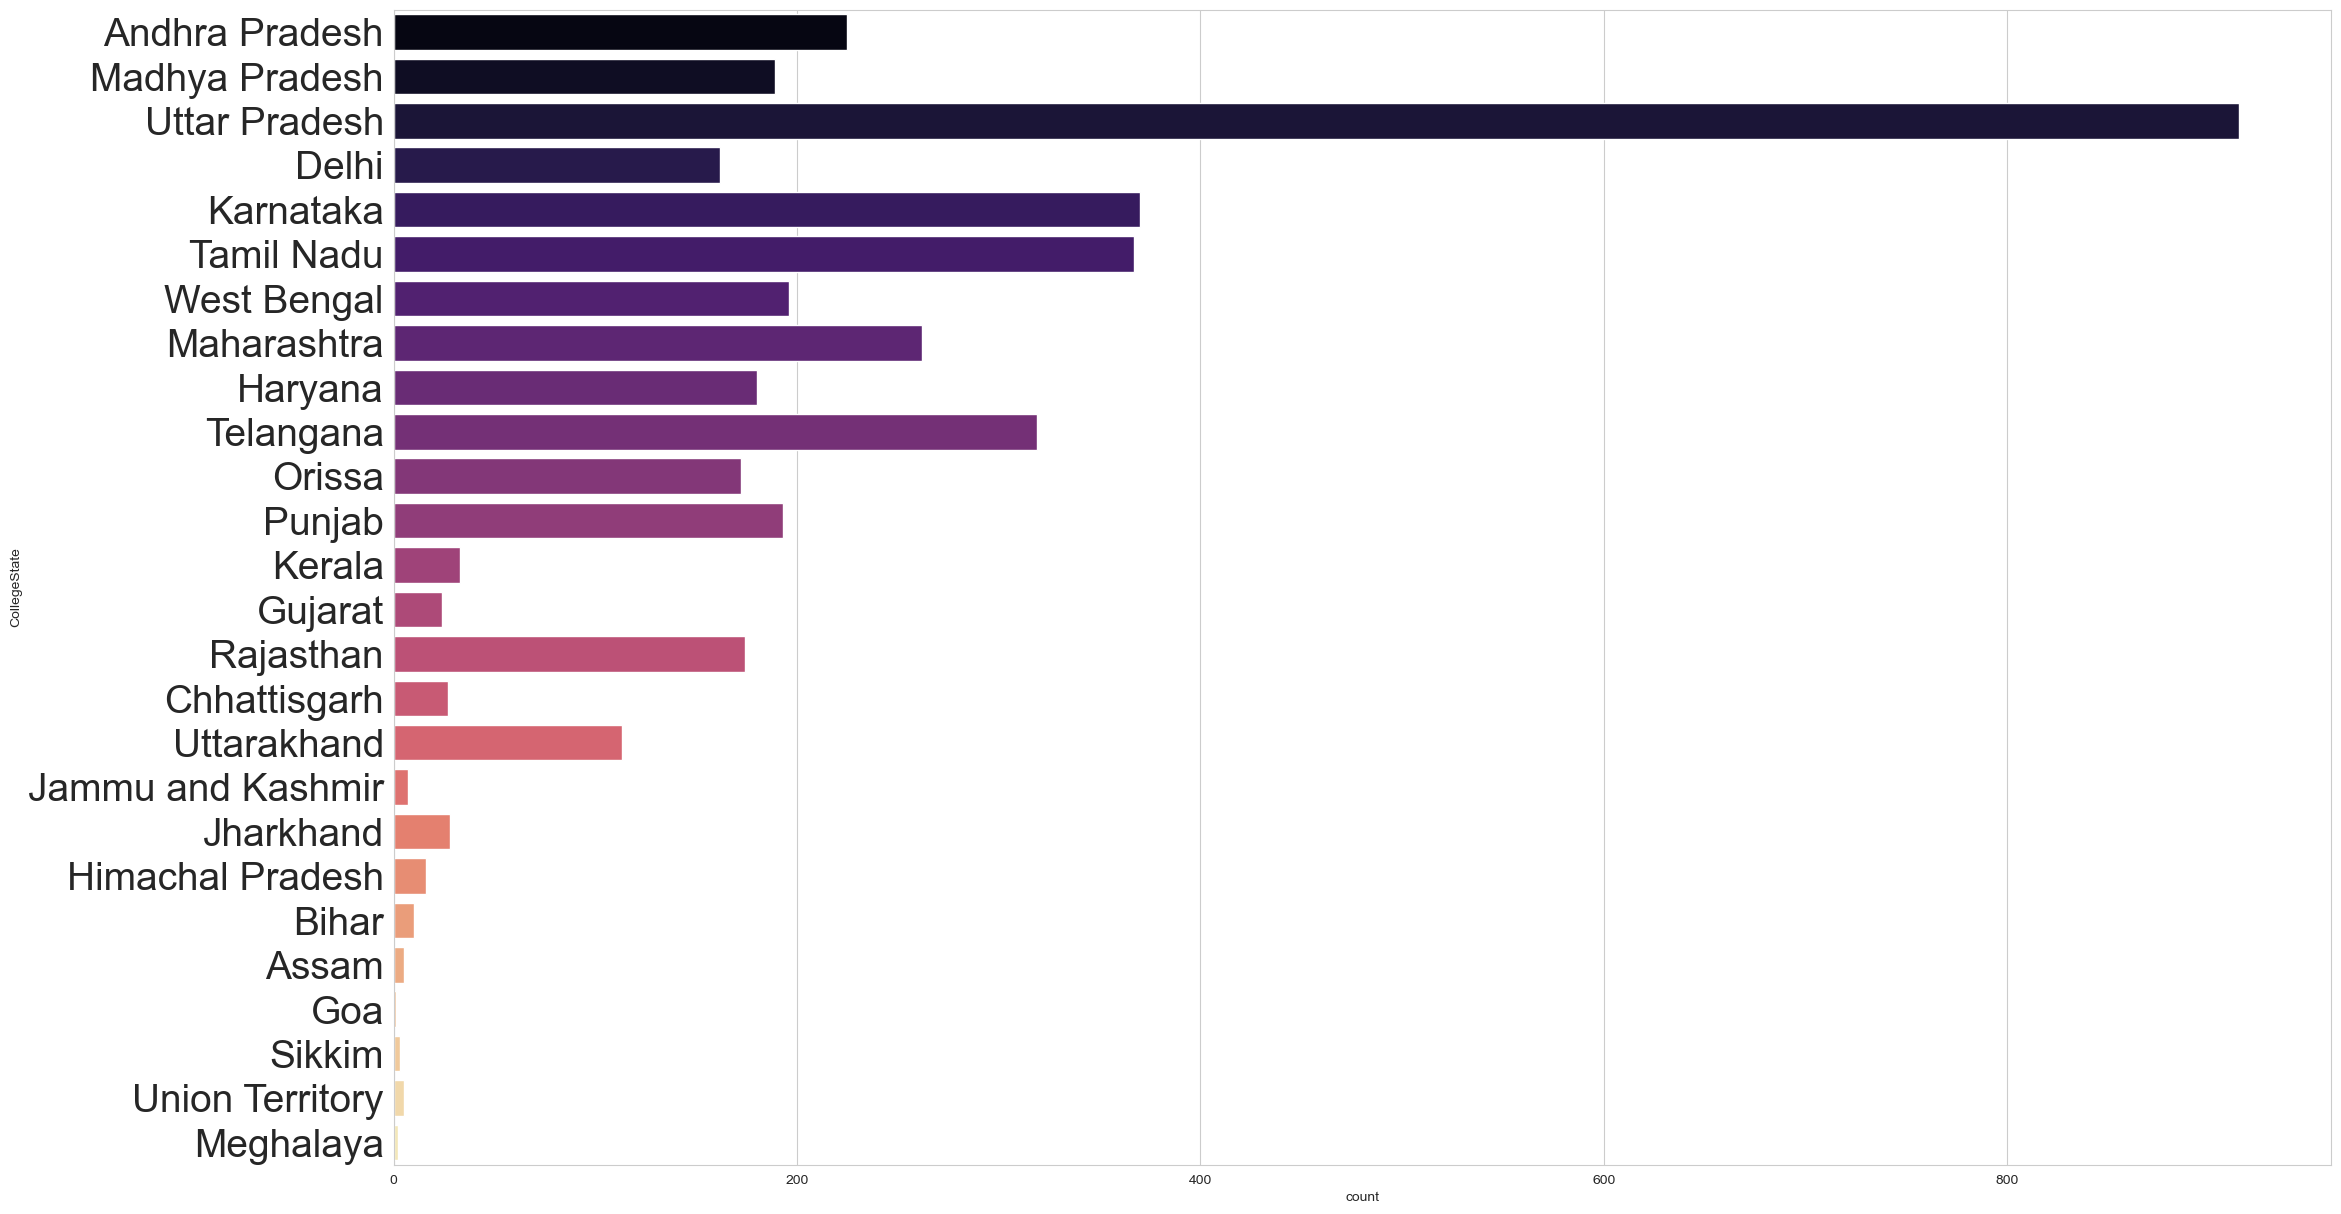 Andhra Pradesh
Madhya Pradesh
Uttar Pradesh
Delhi
Karnataka
Tamil Nadu
West Bengal
Maharashtra
Haryana
Telangana
Orissa
Punjab
Kerala
Gujarat
Rajasthan
Chhattisgarh
Uttarakhand
Jammu and Kashmir
Jharkhand
Himachal Pradesh
Bihar
Assam
Goa
Sikkim
Union Territory
Meghalaya
CollegeState
0 200 400 600 800
count